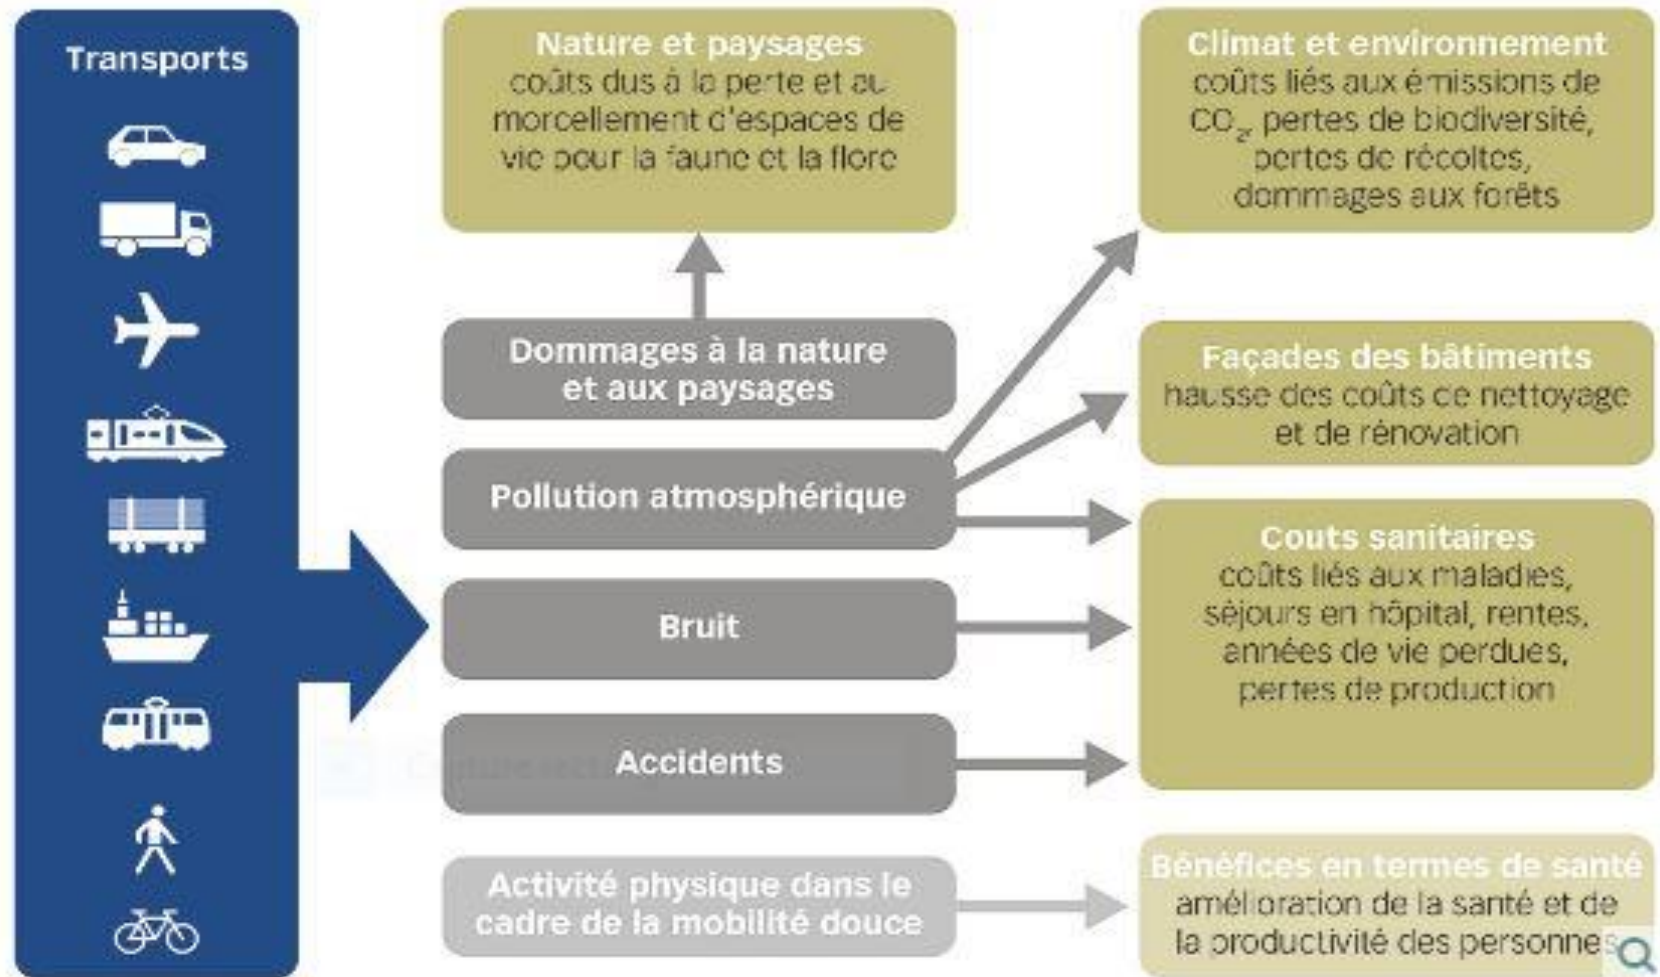 Transports
Nature et paysages
coûts dus à la perte et au
morcellement d'espaces de
vie pour la faune et la flore
Climat et environnement
coûts liés aux émissions de
CO₂, pertes de biodiversité,
pertes de récoltes,
dommages aux forêts
Dommages à la nature
et aux paysages
Façades des bâtiments
hausse des coûts de nettoyage
et de rénovation
Pollution atmosphérique
Couts sanitaires
coûts liés aux maladies,
séjours en hôpital, rentes,
années de vie perdues,
pertes de production
Bruit
Accidents
Activité physique dans le
cadre de la mobilité douce
Bénéfices en termes de santé
amélioration de la santé et de
la productivité des personnes